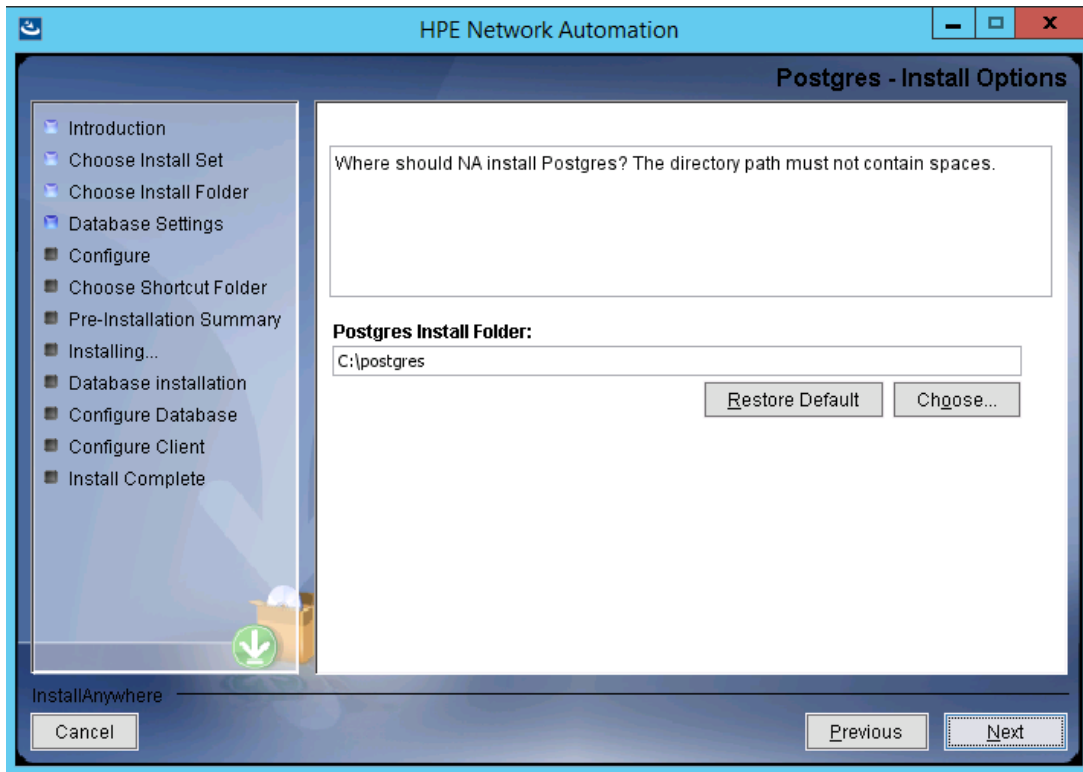 HPE Network Automation
Postgres - Install Options
Introduction
Choose Install Set
Choose Install Folder
Database Settings
Configure
Choose Shortcut Folder
Pre-Installation Summary
Installing...
Database installation
Configure Database
Configure Client
Install Complete
Where should NA install Postgres? The directory path must not contain spaces.
Postgres Install Folder:
C:\postgres
Restore Default
Choose...
InstallAnywhere
Cancel
Previous
Next